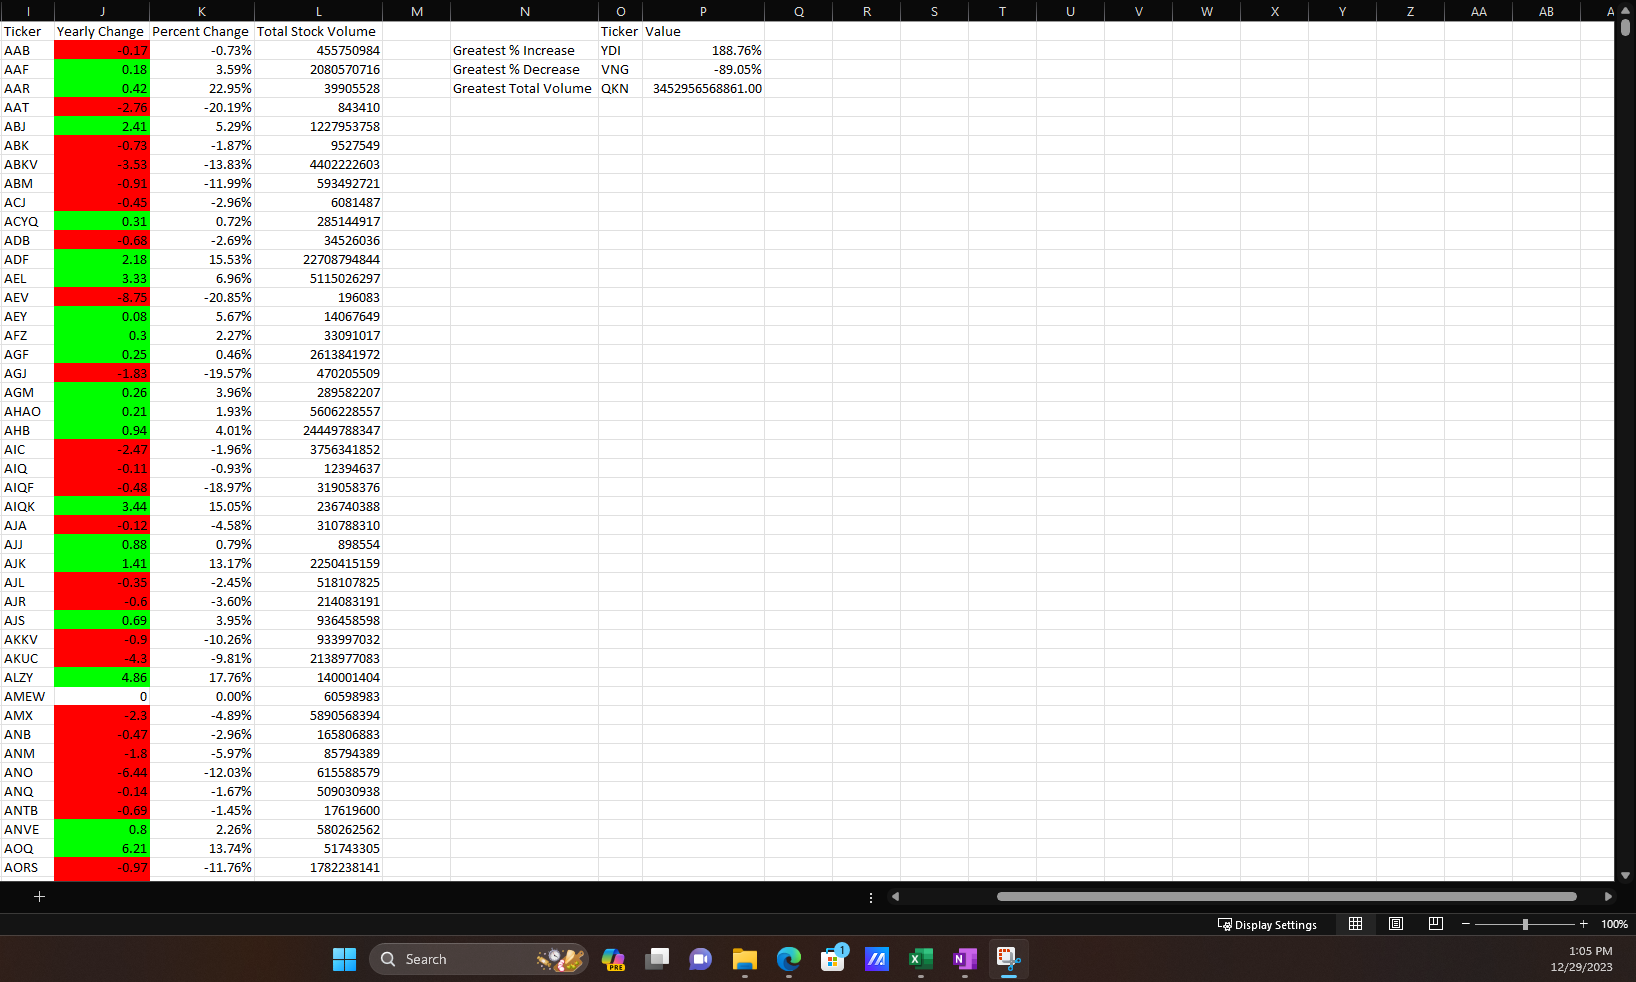 I J K L M N O P Q R S T U V W X Y Z AA AB A
Ticker Yearly Change Percent Change Total Stock Volume Ticker Value
AAB -0.17 -0.73% 455750984 Greatest % Increase YDI 188.76%
AAF 0.18 3.59% 2080570716 Greatest % Decrease VNG -89.05%
AAR 0.42 22.95% 39905528 Greatest Total Volume QKN 3452956568861.00
AAT -2.76 -20.19% 843410
ABJ 2.41 5.29% 1227953758
ABK -0.73 -1.87% 9527549
ABKV -3.53 -13.83% 4402222603
ABM -0.91 -11.99% 593492721
ACJ -0.45 -2.96% 6081487
ACYQ 0.31 0.72% 285144917
ADB -0.68 -2.69% 34526036
ADF 2.18 15.53% 22708794844
AEL 3.33 6.96% 5115026297
AEV -8.75 -20.85% 196083
AEY 0.08 5.67% 14067649
AFZ 0.3 2.27% 33091017
AGF 0.25 0.46% 2613841972
AGJ -1.83 -19.57% 470205509
AGM 0.26 3.96% 289582207
AHAO 0.21 1.93% 5606228557
AHB 0.94 4.01% 24449788347
AIC -2.47 -1.96% 3756341852
AIQ -0.11 -0.93% 12394637
AIQF -0.48 -18.97% 319058376
AIQK 3.44 15.05% 236740388
AJA -0.12 -4.58% 310788310
AJJ 0.88 0.79% 898554
AJK 1.41 13.17% 2250415159
AJL -0.35 -2.45% 518107825
AJR -0.6 -3.60% 214083191
AJS 0.69 3.95% 936458598
AKKV -0.9 -10.26% 933997032
AKUC -4.3 -9.81% 2138977083
ALZY 4.86 17.76% 140001404
AMEW 0 0.00% 60598983
AMX -2.3 -4.89% 5890568394
ANB -0.47 -2.96% 165806883
ANM -1.8 -5.97% 85794389
ANO -6.44 -12.03% 615588579
ANQ -0.14 -1.67% 509030938
ANTB -0.69 -1.45% 17619600
ANVE 0.8 2.26% 580262562
AOQ 6.21 13.74% 51743305
AORS -0.97 -11.76% 1782238141
Display Settings 100%
Search PRE 1 1:05 PM
12/29/2023